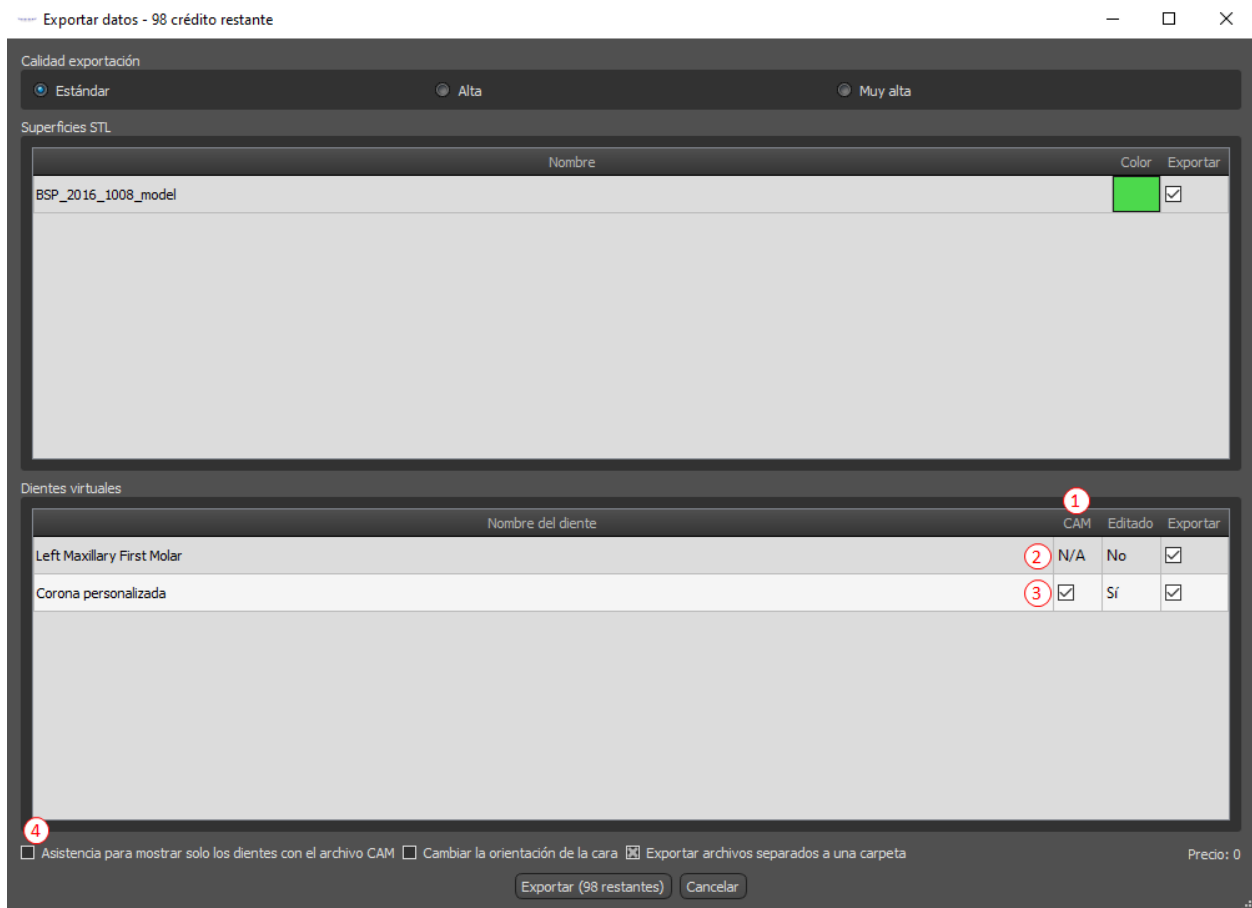 Exportar datos - 98 crédito restante
Calidad exportación
Estándar Alta Muy alta
Superficies STL
Nombre Color Exportar
BSP_2016_1008_model
Dientes virtuales
1
Nombre del diente CAM Editado Exportar
Left Maxillary First Molar 2 N/A No
Corona personalizada 3 Sí
4
Asistencia para mostrar solo los dientes con el archivo CAM Cambiar la orientación de la cara Exportar archivos separados a una carpeta Precio: 0
Exportar (98 restantes) Cancelar